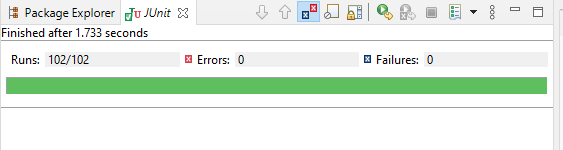 Package Explorer JUnit
Finished after 1.733 seconds
Runs: 102/102 Errors: 0 Failures: 0